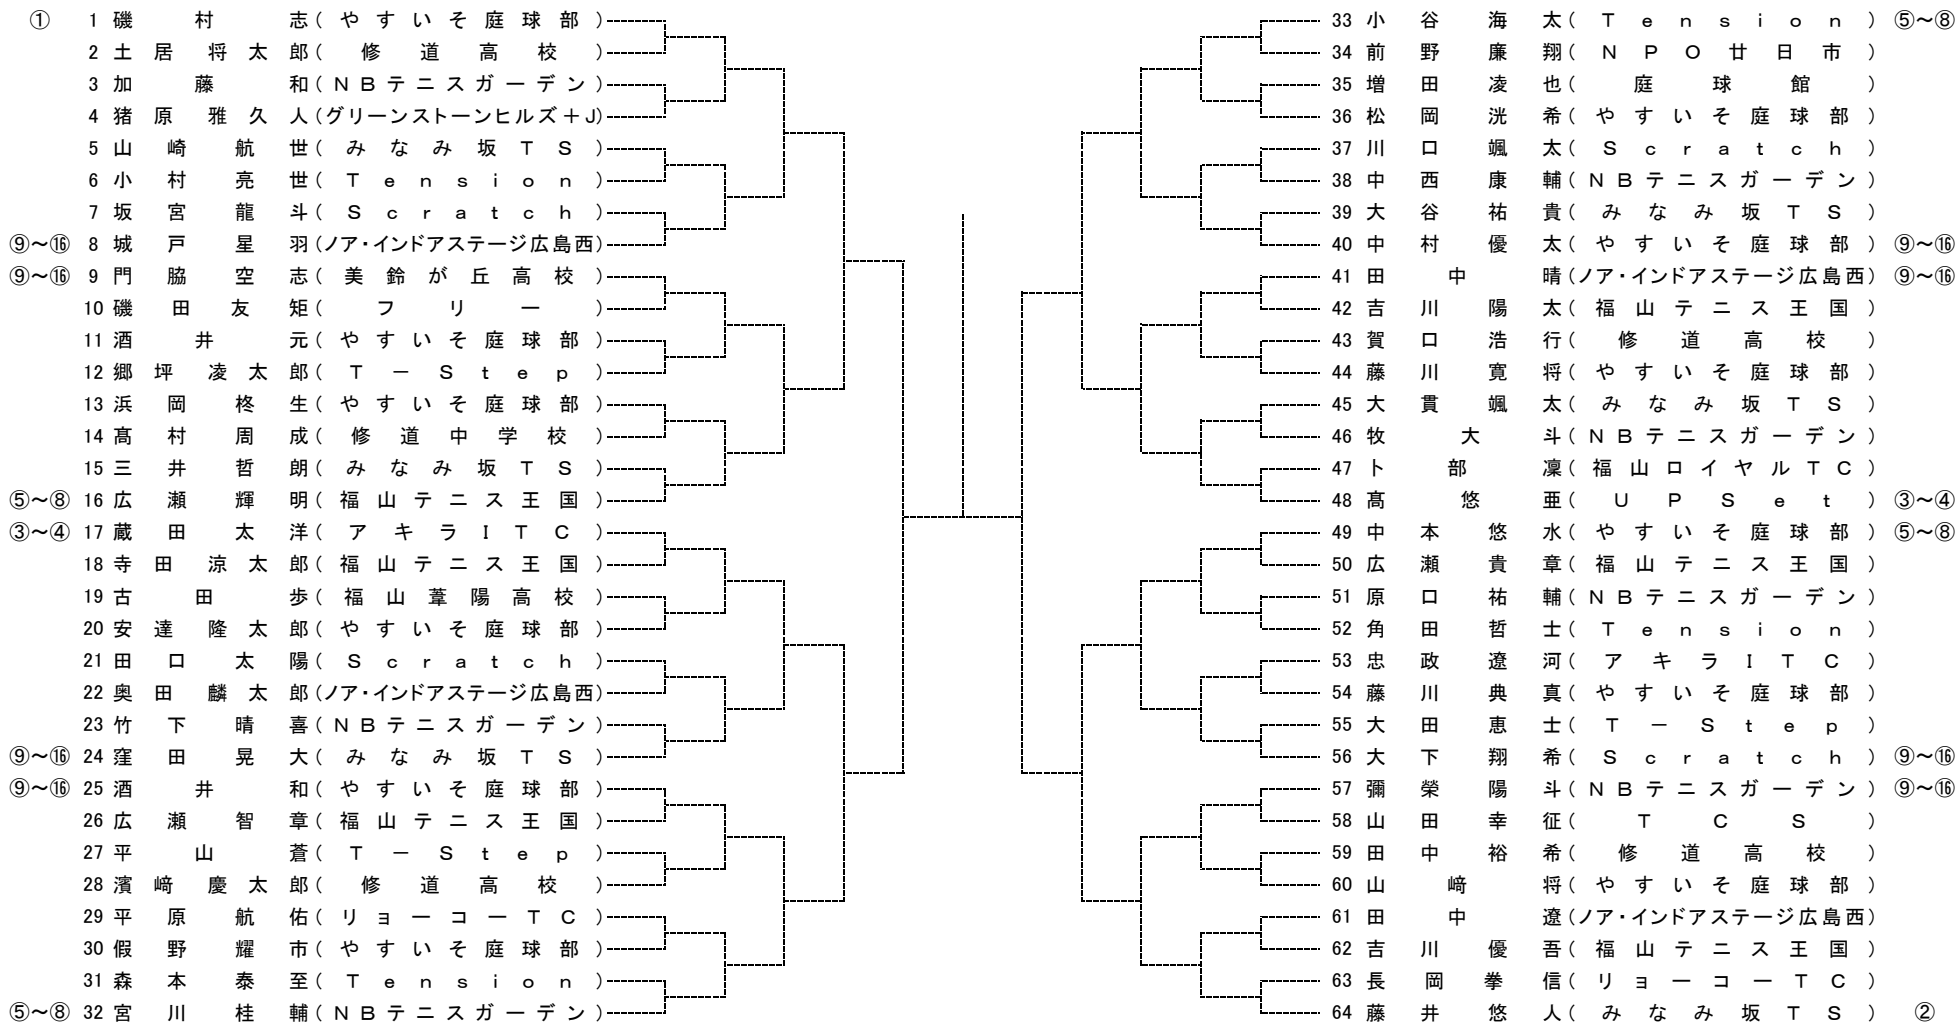 ① 1 磯村志(やすいそ庭球部)
2 土居将太郎(修道高校)
3 加藤和(NBテニスガーデン)
4 猪原雅久人(グリーンストーンヒルズ+J)
5 山崎航世(みなみ坂TS)
6 小村亮世(Tension)
7 坂宮龍斗(Scratch)
⑨~⑯ 8 城戸星羽(ノア・インドアステージ広島西)
⑨~⑯ 9 門脇空志(美鈴が丘高校)
10 磯田友矩(フリー)
11 酒井元(やすいそ庭球部)
12 郷坪凌太郎(T-Step)
13 浜岡柊生(やすいそ庭球部)
14 髙村周成(修道中学校)
15 三井哲朗(みなみ坂TS)
⑤~⑧ 16 広瀬輝明(福山テニス王国)
③~④ 17 蔵田太洋(アキラITC)
18 寺田涼太郎(福山テニス王国)
19 古田歩(福山葦陽高校)
20 安達隆太郎(やすいそ庭球部)
21 田口太陽(Scratch)
22 奥田麟太郎(ノア・インドアステージ広島西)
23 竹下晴喜(NBテニスガーデン)
⑨~⑯ 24 窪田晃大(みなみ坂TS)
⑨~⑯ 25 酒井和(やすいそ庭球部)
26 広瀬智章(福山テニス王国)
27 平山蒼(T-Step)
28 濱﨑慶太郎(修道高校)
29 平原航佑(リョーコーTC)
30 假野耀市(やすいそ庭球部)
31 森本泰至(Tension)
⑤~⑧ 32 宮川桂輔(NBテニスガーデン)
33 小谷海太(Tension) ⑤~⑧
34 前野廉翔(NPO廿日市)
35 増田凌也(庭球館)
36 松岡洸希(やすいそ庭球部)
37 川口颯太(Scratch)
38 中西康輔(NBテニスガーデン)
39 大谷祐貴(みなみ坂TS)
40 中村優太(やすいそ庭球部) ⑨~⑯
41 田中晴(ノア・インドアステージ広島西) ⑨~⑯
42 吉川陽太(福山テニス王国)
43 賀口浩行(修道高校)
44 藤川寛将(やすいそ庭球部)
45 大貫颯太(みなみ坂TS)
46 牧大斗(NBテニスガーデン)
47 卜部凜(福山ロイヤルTC)
48 髙悠亜(UPSet) ③~④
49 中本悠水(やすいそ庭球部) ⑤~⑧
50 広瀬貴章(福山テニス王国)
51 原口祐輔(NBテニスガーデン)
52 角田哲士(Tension)
53 忠政遼河(アキラITC)
54 藤川典真(やすいそ庭球部)
55 大田恵士(T-Step)
56 大下翔希(Scratch) ⑨~⑯
57 彌榮陽斗(NBテニスガーデン) ⑨~⑯
58 山田幸征(TCS)
59 田中裕希(修道高校)
60 山﨑将(やすいそ庭球部)
61 田中遼(ノア・インドアステージ広島西)
62 吉川優吾(福山テニス王国)
63 長岡拳信(リョーコーTC)
64 藤井悠人(みなみ坂TS) ②